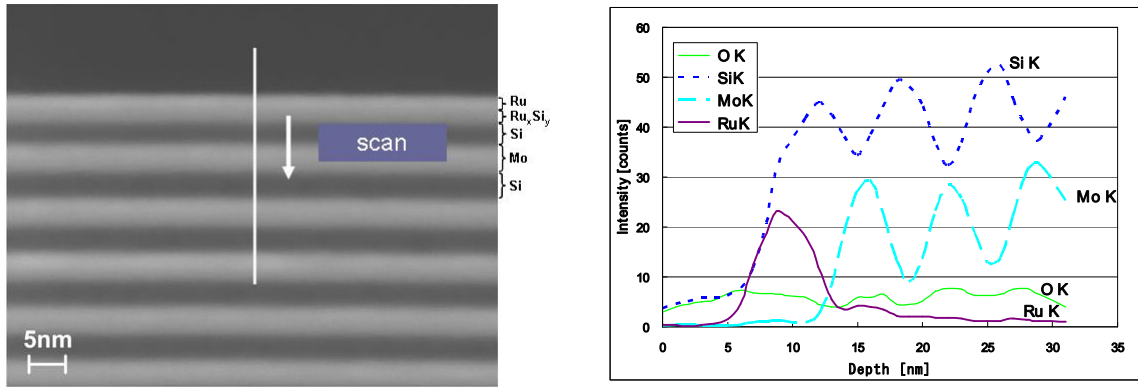 Ru
RuxSiy
Si
scan
Mo
Si
5nm
60
50
40
30
20
10
0
Intensity [counts]
O K
SiK
MoK
RuK
Si K
Mo K
O K
Ru K
0 5 10 15 20 25 30 35
Depth [nm]